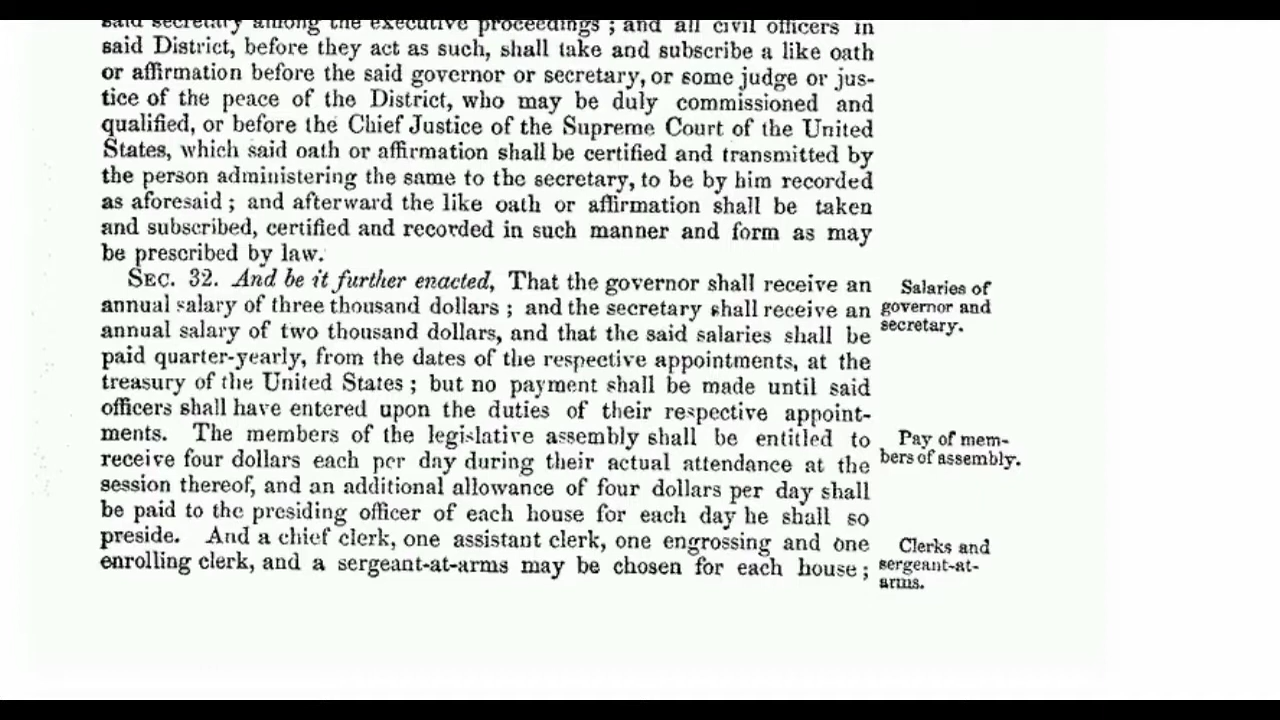 said secretary among the executive proceedings ; and all civil officers in
said District, before they act as such, shall take and subscribe a like oath
or affirmation before the said governor or secretary, or some judge or jus-
tice of the peace of the District, who may be duly commissioned and
qualified, or before the Chief Justice of the Supreme Court of the United
States, which said oath or affirmation shall be certified and transmitted by
the person administering the same to the secretary, to be by him recorded
as aforesaid ; and afterward the like oath or affirmation shall be taken
and subscribed, certified and recorded in such manner and form as may
be prescribed by law.
SEC. 32. And be it further enacted, That the governor shall receive an
annual salary of three thousand dollars ; and the secretary shall receive an
annual salary of two thousand dollars, and that the said salaries shall be
paid quarter-yearly, from the dates of the respective appointments, at the
treasury of the United States ; but no payment shall be made until said
officers shall have entered upon the duties of their respective appoint-
ments. The members of the legislative assembly shall be entitled to
receive four dollars each per day during their actual attendance at the
session thereof, and an additional allowance of four dollars per day shall
be paid to the presiding officer of each house for each day he shall so
preside. And a chief clerk, one assistant clerk, one engrossing and one
enrolling clerk, and a sergeant-at-arms may be chosen for each house ;
Salaries of
governor and
secretary.
Pay of mem-
bers of assembly.
Clerks and
sergeant-at-
arms.